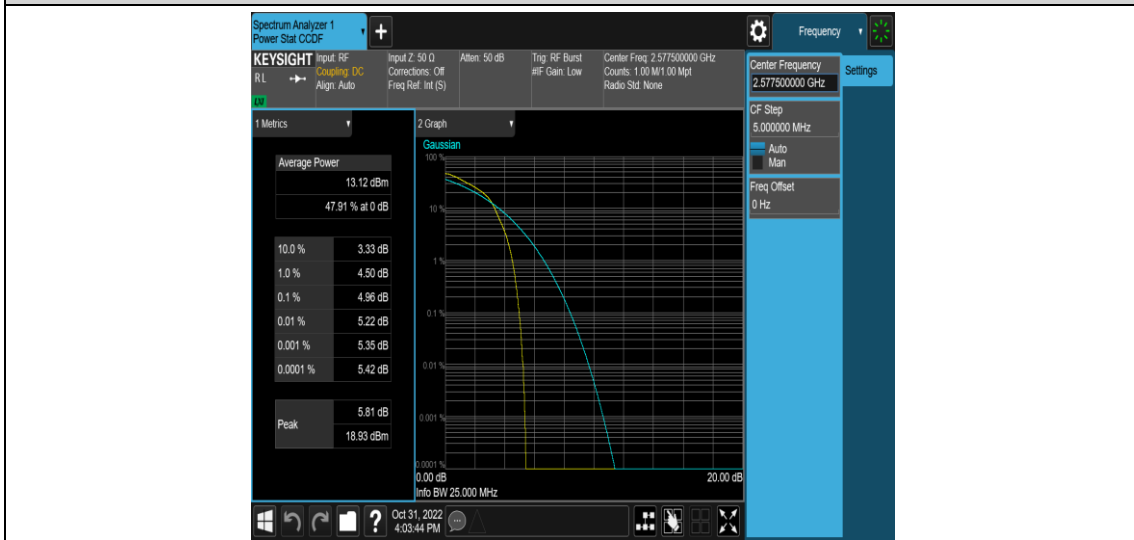 Spectrum Analyzer 1
Power Stat CCDF
+
Frequency
KEYSIGHT
RL
Input: RF
Coupling: DC
Align: Auto
Input Z: 50 Ω
Corrections: Off
Freq Ref: Int (S)
Atten: 50 dB
Trig: RF Burst
#IF Gain: Low
Center Freq: 2.577500000 GHz
Counts: 1.00 M/1.00 Mpt
Radio Std: None
Center Frequency
2.577500000 GHz
Settings
CF Step
5.000000 MHz
Auto
Man
Freq Offset
0 Hz
1 Metrics
Average Power
13.12 dBm
47.91 % at 0 dB
10.0 % 3.33 dB
1.0 % 4.50 dB
0.1 % 4.96 dB
0.01 % 5.22 dB
0.001 % 5.35 dB
0.0001 % 5.42 dB
Peak
5.81 dB
18.93 dBm
2 Graph
Gaussian
100 %
10 %
1 %
0.1 %
0.01 %
0.001 %
0.0001 %
0.00 dB 20.00 dB
Info BW 25.000 MHz
?
Oct 31, 2022
4:03:44 PM